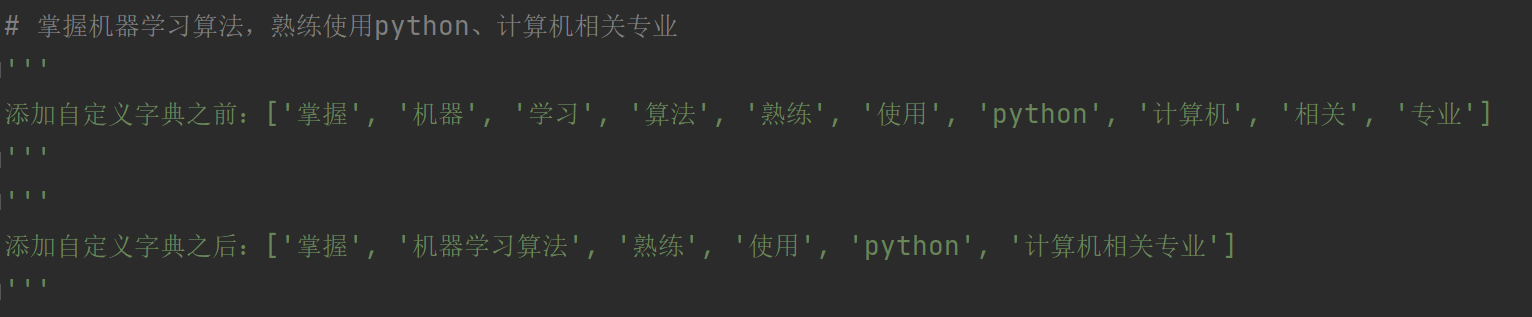 # 掌握机器学习算法，熟练使用python、计算机相关专业
'''
添加自定义字典之前：['掌握', '机器', '学习', '算法', '熟练', '使用', 'python', '计算机', '相关', '专业']
'''
'''
添加自定义字典之后：['掌握', '机器学习算法', '熟练', '使用', 'python', '计算机相关专业']
'''